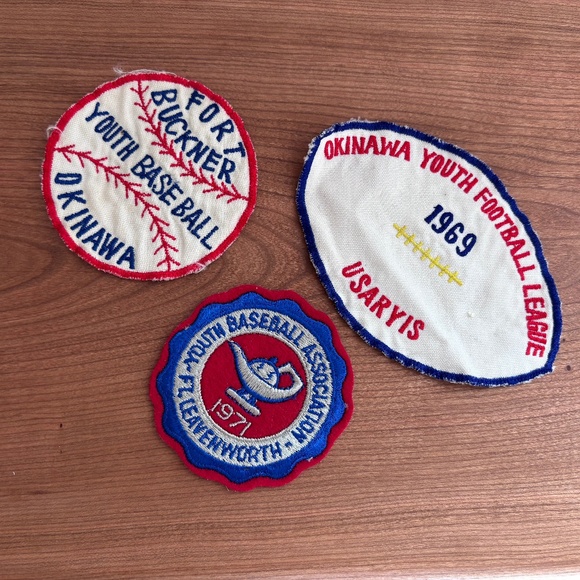 FORT
BUCKNER
YOUTH BASEBALL
OKINAWA
OKINAWA YOUTH FOOTBALL LEAGUE
1969
USARYIS
YOUTH BASEBALL ASSOCIATION
1971
FT. LEAVENWORTH